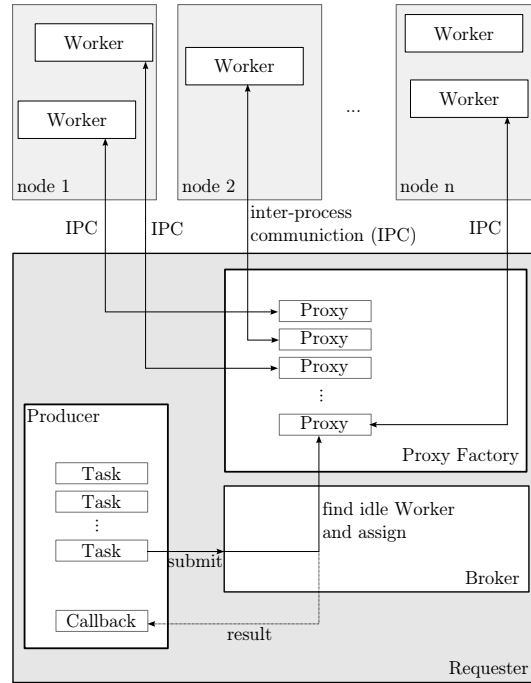 Worker
Worker
node 1
Worker
node 2
...
Worker
Worker
node n
IPC
IPC
inter-process
communiction (IPC)
IPC
Proxy
Proxy
Proxy
...
Proxy
Proxy Factory
Producer
Task
Task
...
Task
Callback
submit
find idle Worker
and assign
Broker
result
Requester